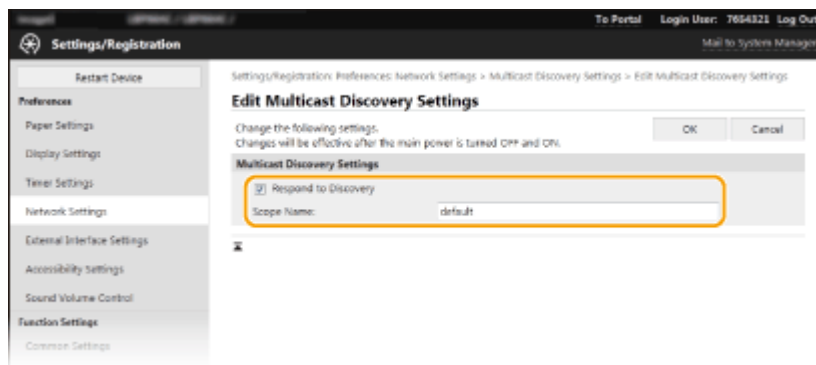 To Portal Login User: 7654321 Log Out
Settings/Registration
Mail to System Manager
Restart Device
Preferences
Paper Settings
Display Settings
Timer Settings
Network Settings
External Interface Settings
Accessibility Settings
Sound Volume Control
Function Settings
Common Settings
Settings/Registration: Preferences: Network Settings > Multicast Discovery Settings > Edit Multicast Discovery Settings
Edit Multicast Discovery Settings
Change the following settings.
Changes will be effective after the main power is turned OFF and ON.
OK Cancel
Multicast Discovery Settings
Respond to Discovery
Scope Name: default